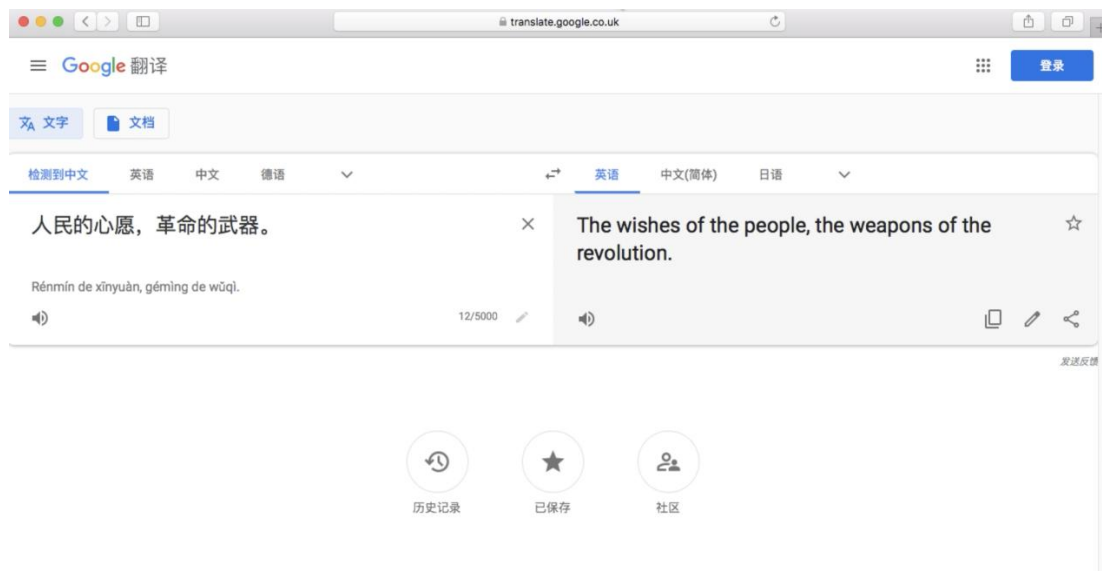 translate.google.co.uk
Google 翻译
登录
文字
文档
检测到中文 英语 中文 德语
英语 中文(简体) 日语
人民的心愿，革命的武器。
Rénmín de xīnyuàn, gémìng de wǔqì.
12/5000
The wishes of the people, the weapons of the
revolution.
发送反馈
历史记录
已保存
社区